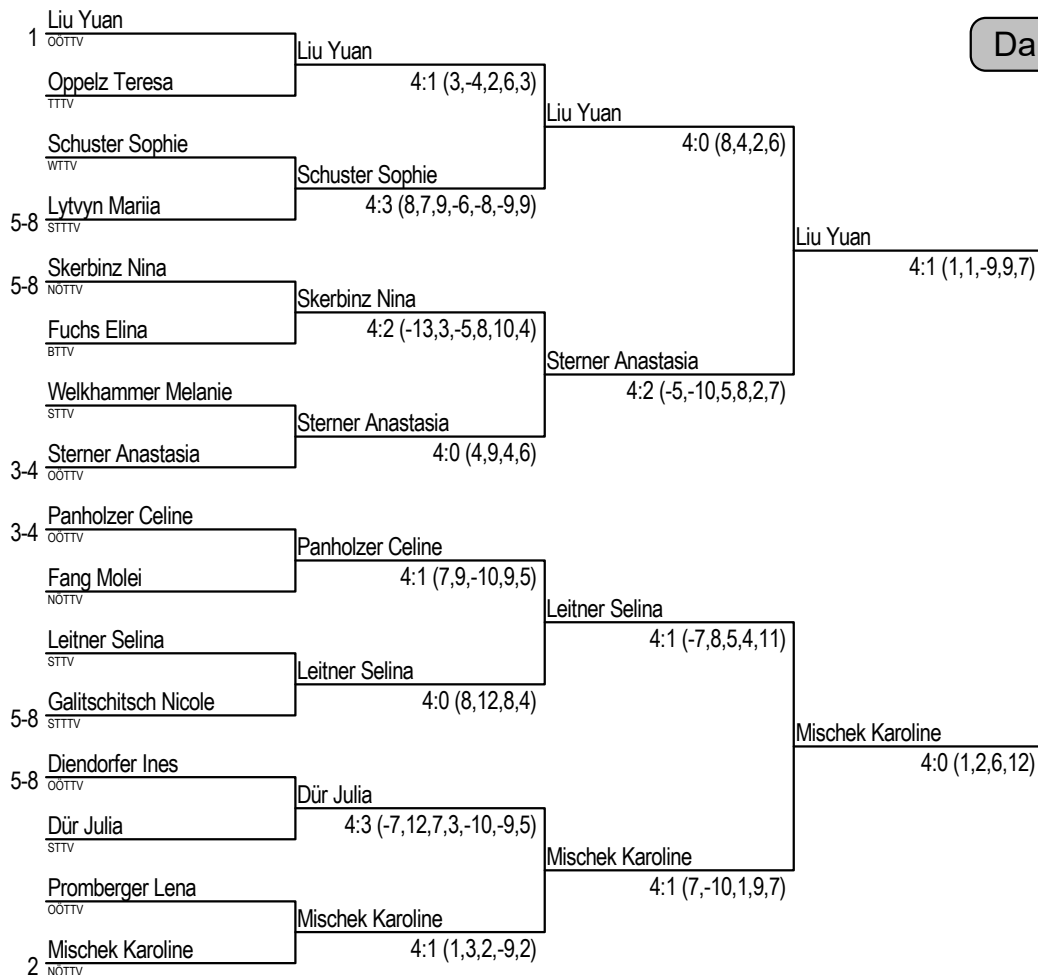 Liu Yuan
1
OÖTTV
Liu Yuan
Da
Oppelz Teresa
4:1 (3,-4,2,6,3)
TTTV
Liu Yuan
Schuster Sophie
4:0 (8,4,2,6)
WTTV
Schuster Sophie
Lytvyn Mariia
4:3 (8,7,9,-6,-8,-9,9)
5-8
STTTV
Liu Yuan
Skerbinz Nina
4:1 (1,1,-9,9,7)
5-8
NÖTTV
Skerbinz Nina
Fuchs Elina
4:2 (-13,3,-5,8,10,4)
BTTV
Sterner Anastasia
Welkhammer Melanie
4:2 (-5,-10,5,8,2,7)
STTV
Sterner Anastasia
Sterner Anastasia
4:0 (4,9,4,6)
3-4
OÖTTV
Panholzer Celine
3-4
OÖTTV
Panholzer Celine
Fang Molei
4:1 (7,9,-10,9,5)
NÖTTV
Leitner Selina
Leitner Selina
4:1 (-7,8,5,4,11)
STTV
Leitner Selina
Galitschitsch Nicole
4:0 (8,12,8,4)
5-8
STTTV
Mischek Karoline
Diendorfer Ines
4:0 (1,2,6,12)
5-8
OÖTTV
Dür Julia
Dür Julia
4:3 (-7,12,7,3,-10,-9,5)
STTV
Mischek Karoline
Promberger Lena
4:1 (7,-10,1,9,7)
OÖTTV
Mischek Karoline
Mischek Karoline
4:1 (1,3,2,-9,2)
2
NÖTTV